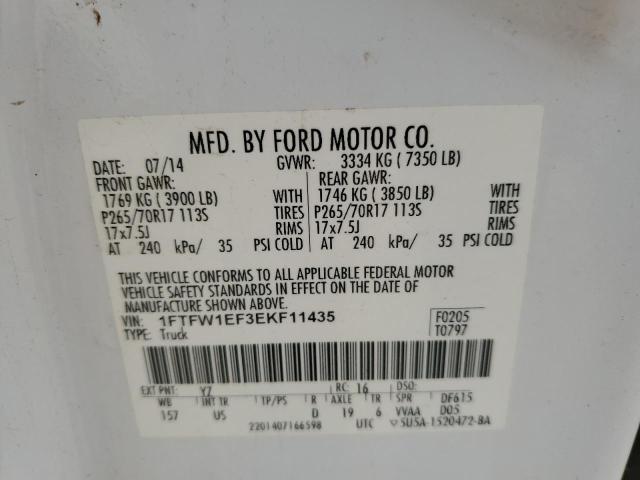 MFD. BY FORD MOTOR CO.
DATE: 07/14 GVWR: 3334 KG ( 7350 LB)
FRONT GAWR: REAR GAWR:
1769 KG ( 3900 LB) WITH 1746 KG ( 3850 LB) WITH
P265/70R17 113S TIRES P265/70R17 113S TIRES
17x7.5J RIMS 17x7.5J RIMS
AT 240 kPa/ 35 PSI COLD AT 240 kPa/ 35 PSI COLD
THIS VEHICLE CONFORMS TO ALL APPLICABLE FEDERAL MOTOR
VEHICLE SAFETY STANDARDS IN EFFECT ON THE DATE OF
MANUFACTURE SHOWN ABOVE.
VIN: 1FTFW1EF3EKF11435 F0205
TYPE: Truck T0797
EXT PNT: Y7 RC: 16 DSO:
WB INT TR TP/PS R AXLE TR SPR DF615
157 US D 19 6 VVAA D05
2201407166598 UTC 5U5A-1520472-BA